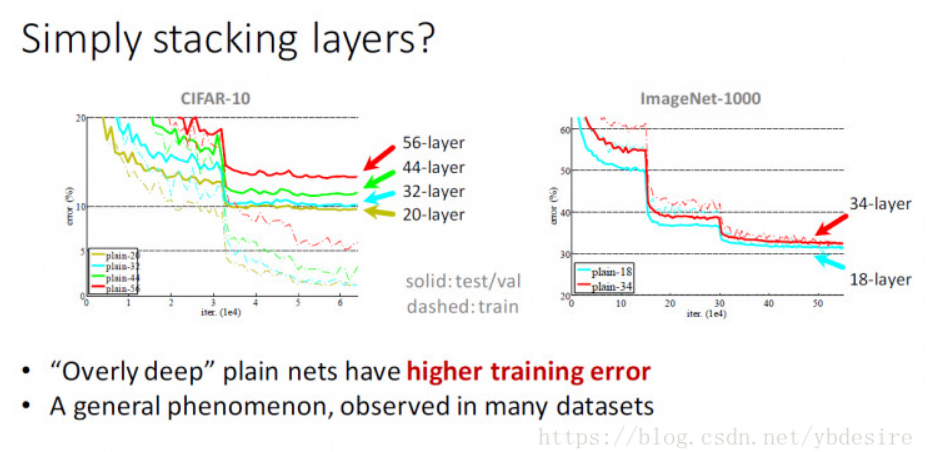 Simply stacking layers?
CIFAR-10
20
10
5
0
error (%)
0 1 2 3 4 5 6
iter. (1e4)
plain-20
plain-32
plain-44
plain-56
56-layer
44-layer
32-layer
20-layer
solid: test/val
dashed: train
ImageNet-1000
60
50
40
30
20
error (%)
0 10 20 30 40 50
iter. (1e4)
plain-18
plain-34
34-layer
18-layer
• “Overly deep” plain nets have higher training error
• A general phenomenon, observed in many datasets
https://blog.csdn.net/ybdesire